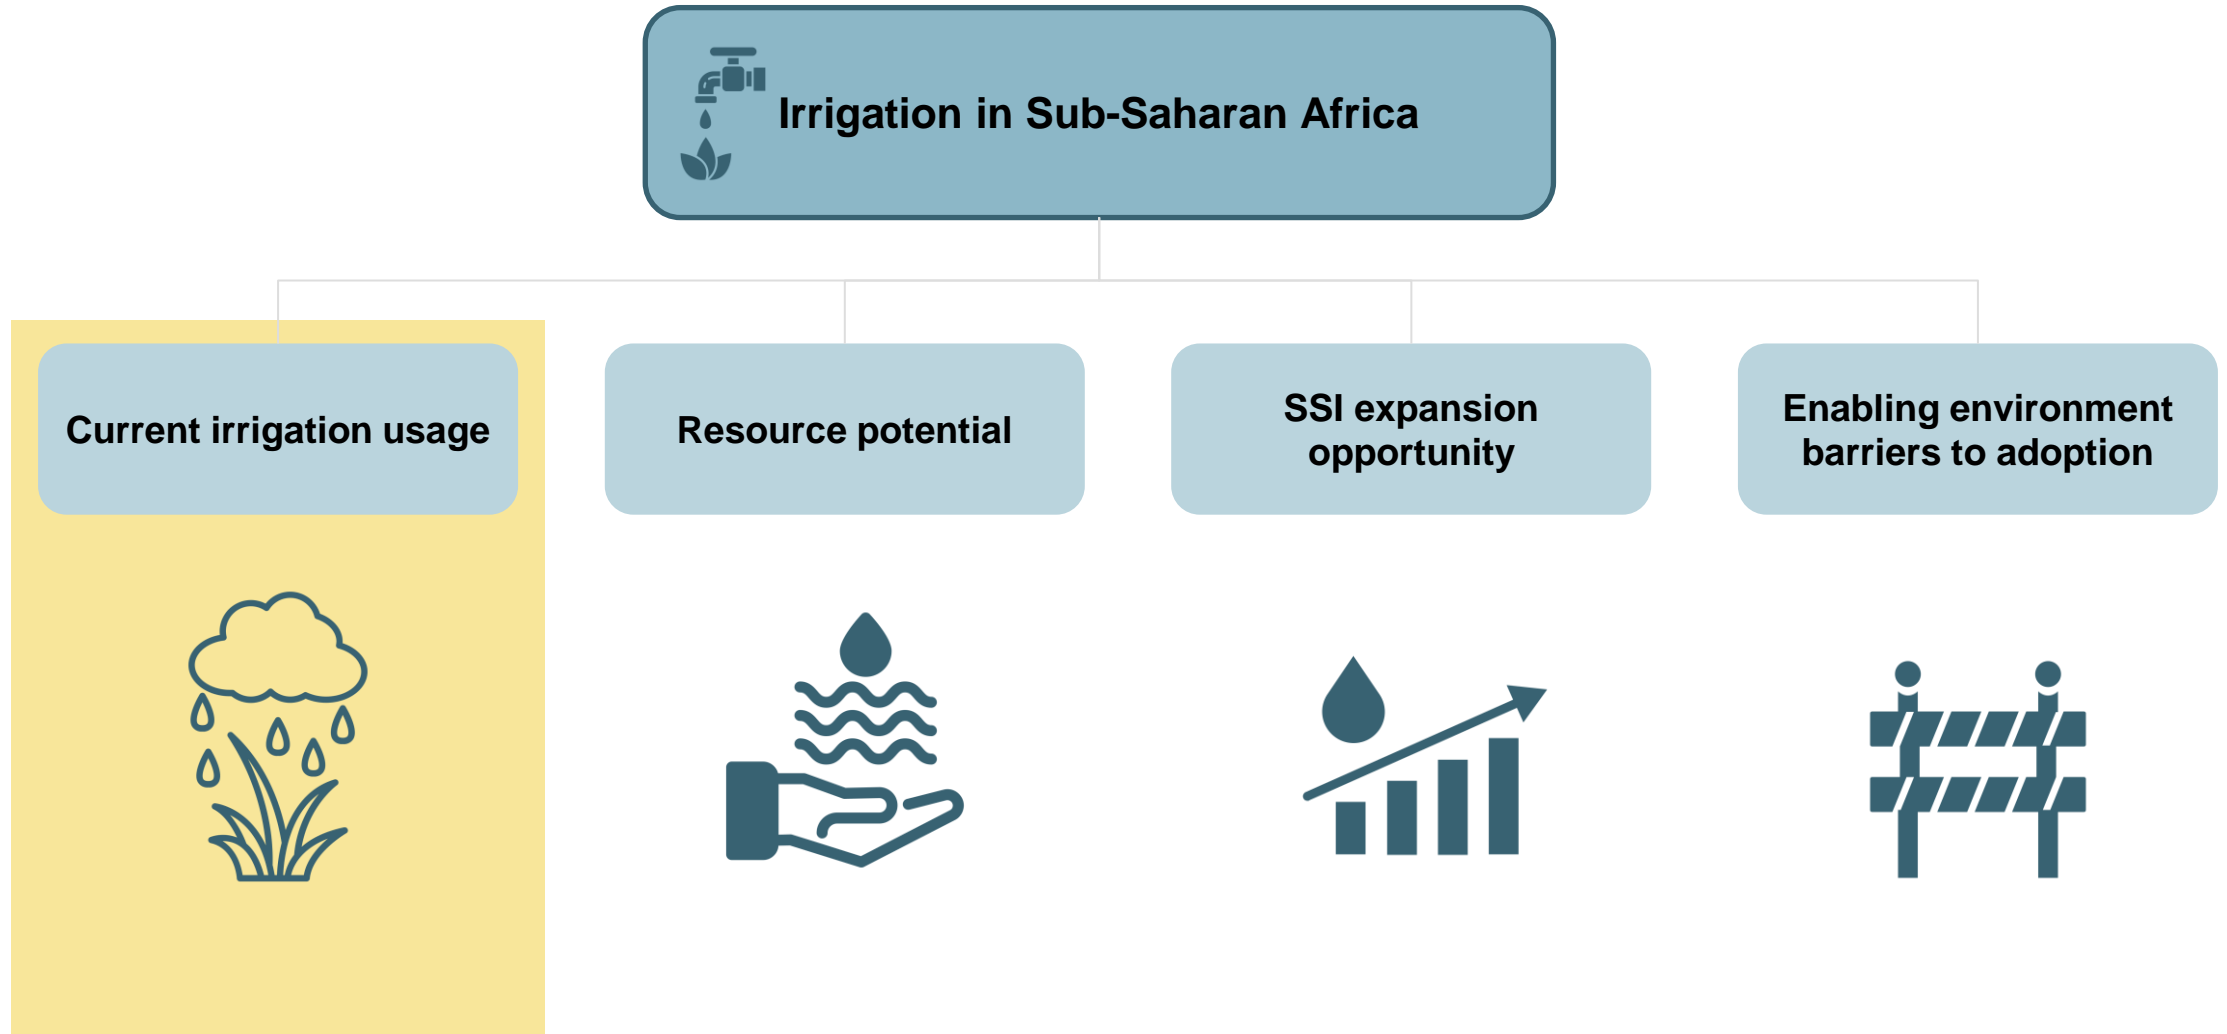 Irrigation in Sub-Saharan Africa
Current irrigation usage
Resource potential
SSI expansion
opportunity
Enabling environment
barriers to adoption